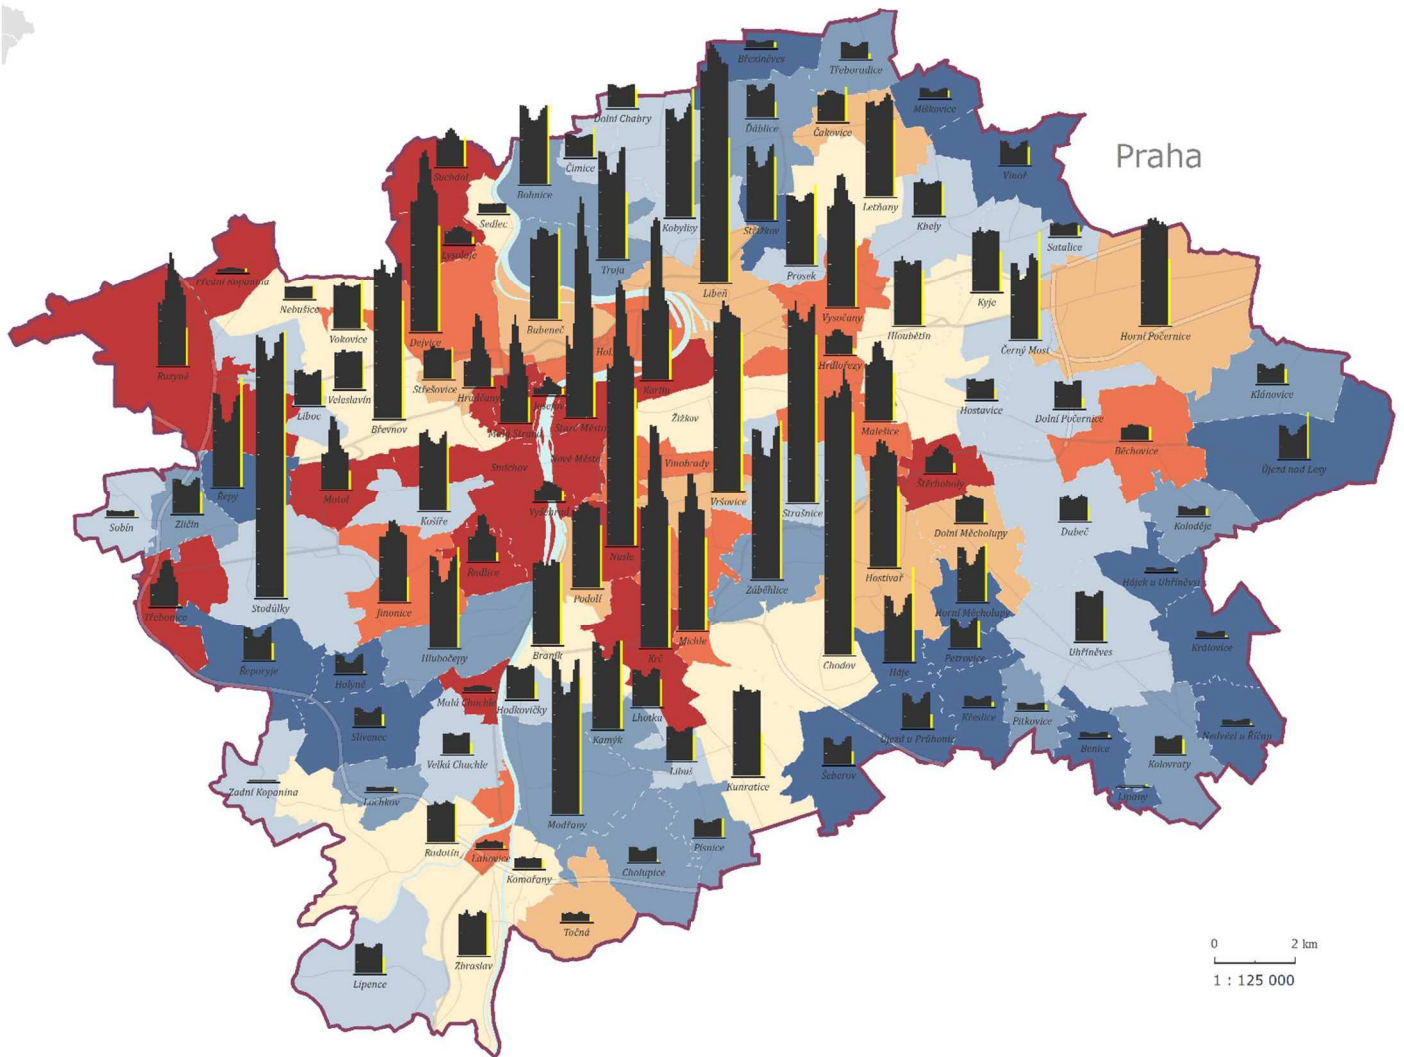 Březiněves
Třeboradice
Miškovice
Dolní Chabry
Ďáblice
Čakovice
Praha
Suchdol
Čimice
Vinoř
Bohnice
Letňany
Sedlec
Kobylisy
Střížkov
Kbely
Satalice
Lysolaje
Troja
Prosek
Přední Kopanina
Nebušice
Libeň
Kyje
Vysočany
Bubeneč
Vokovice
Hloubětín
Horní Počernice
Dejvice
Černý Most
Hol
Ruzyně
Hrdlořezy
Střešovice
Karlín
Klánovice
Hrdčany
Veleslavín
Josefov
Liboc
Hostavice
Břevnov
Malá Strana
Staré Město
Žižkov
Dolní Počernice
Malešice
Běchovice
Nové Město
Smíchov
Vinohrady
Újezd nad Lesy
Štěrboholy
Řepy
Motol
Vršovice
Vyšehrad
Strašnice
Sobín
Zličín
Košíře
Koloděje
Dolní Měcholupy
Dubeč
Nusle
Radlice
Hostivař
Hájek u Uhříněvsi
Záběhlice
Podolí
Stodůlky
Třebonice
Jinonice
Horní Měcholupy
Michle
Královice
Uhříněves
Braník
Krč
Hlubočepy
Petrovice
Chodov
Háje
Řeporyje
Holyně
Malá Chuchle
Hodkovičky
Lhotka
Křeslice
Pitkovice
Slivenec
Kamýk
Újezd u Průhonic
Nedvězí u Říčan
Benice
Velká Chuchle
Libuš
Kolovraty
Šeberov
Kunratice
Zadní Kopanina
Lochkov
Lipany
Modřany
Písnice
Radotín
Lahovice
Cholupice
Komořany
Točná
Zbraslav
Lipence
0 2 km
1 : 125 000